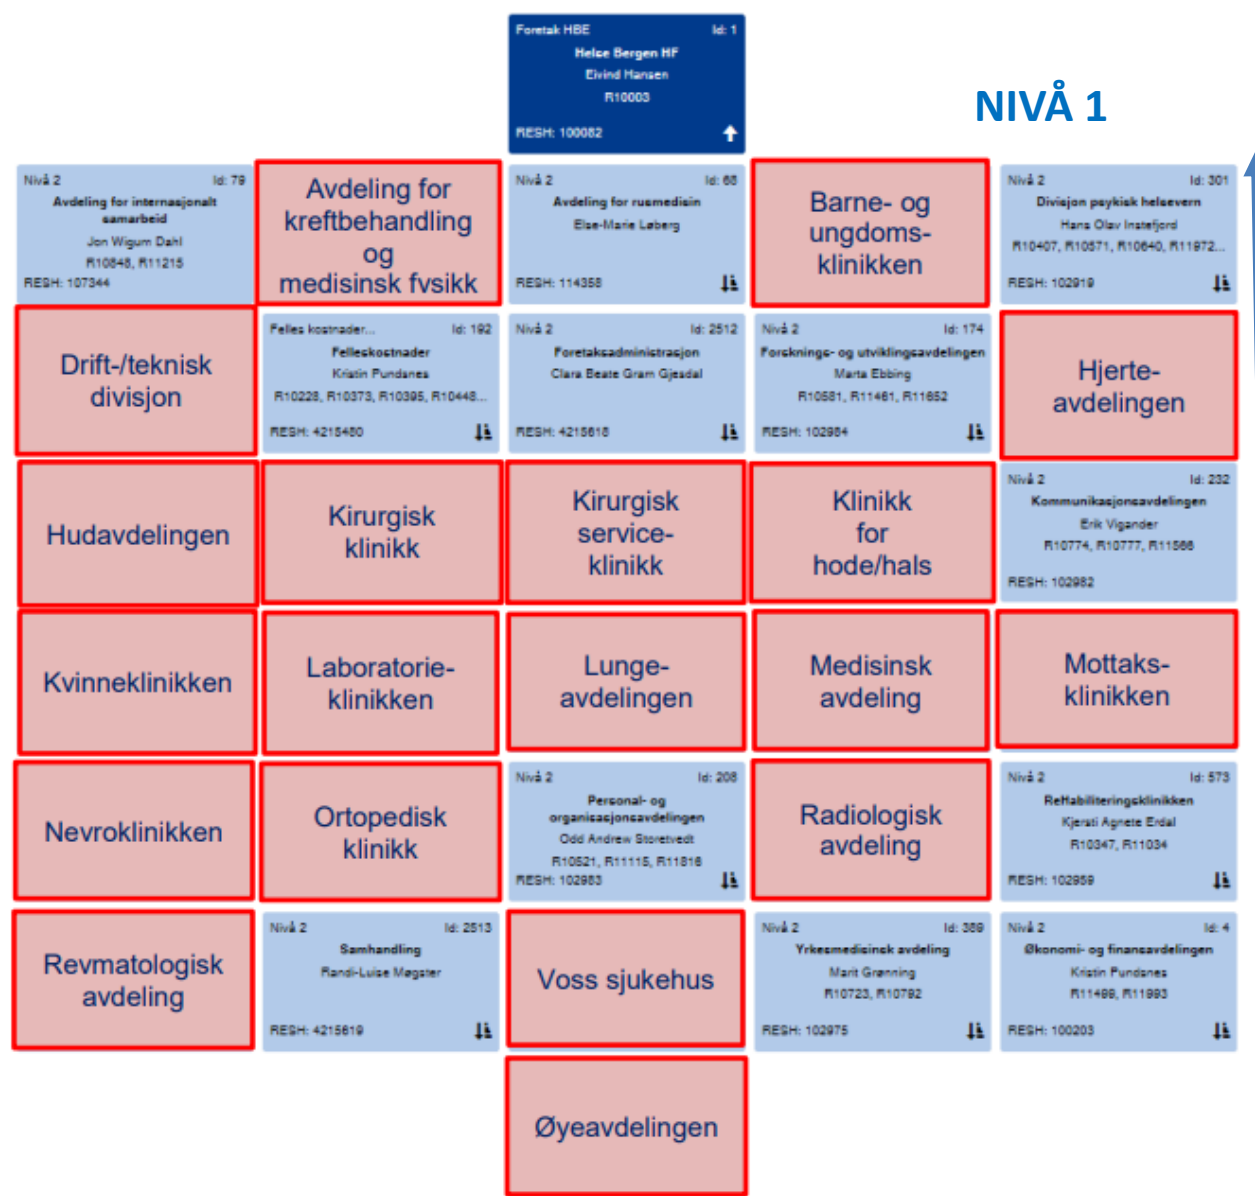 Foretak HBE Id: 1
Helse Bergen HF
Eivind Hansen
R10003
RESH: 100082
NIVÅ 1
Nivå 2 Id: 79
Avdeling for internasjonalt
samarbeid
Jon Wigum Dahl
R10848, R11215
RESH: 107344
Avdeling for
kreftbehandling
og
medisinsk fysikk
Nivå 2 Id: 68
Avdeling for rusmedisin
Else-Marie Løberg
RESH: 114358
Barne- og
ungdoms-
klinikken
Nivå 2 Id: 301
Divisjon psykisk helsevern
Hans Olav Instefjord
R10407, R10571, R10640, R11972...
RESH: 102919
Drift-/teknisk
divisjon
Felles kostnader... Id: 192
Felleskostnader
Kristin Pundsnes
R10228, R10373, R10395, R10448...
RESH: 4215480
Nivå 2 Id: 2512
Foretaksadministrasjon
Clara Beate Gram Gjesdal
RESH: 4215618
Nivå 2 Id: 174
Forsknings- og utviklingsavdelingen
Marta Ebbing
R10581, R11461, R11652
RESH: 102984
Hjerte-
avdelingen
Hudavdelingen
Kirurgisk
klinikk
Kirurgisk
service-
klinikk
Klinikk
for
hode/hals
Nivå 2 Id: 232
Kommunikasjonsavdelingen
Erik Vigander
R10774, R10777, R11566
RESH: 102982
Kvinneklinikken
Laboratorie-
klinikken
Lunge-
avdelingen
Medisinsk
avdeling
Mottaks-
klinikken
Nevroklinikken
Ortopedisk
klinikk
Nivå 2 Id: 208
Personal- og
organisasjonsavdelingen
Odd Andrew Storetvedt
R10521, R11115, R11816
RESH: 102983
Radiologisk
avdeling
Nivå 2 Id: 573
ReHabiliteringsklinikken
Kjersti Agnete Erdal
R10347, R11034
RESH: 102959
Revmatologisk
avdeling
Nivå 2 Id: 2513
Samhandling
Randi-Luise Møgster
RESH: 4215619
Voss sjukehus
Nivå 2 Id: 389
Yrkesmedisinsk avdeling
Marit Grønning
R10723, R10792
RESH: 102975
Nivå 2 Id: 4
Økonomi- og finansavdelingen
Kristin Pundsnes
R11499, R11993
RESH: 100203
Øyeavdelingen